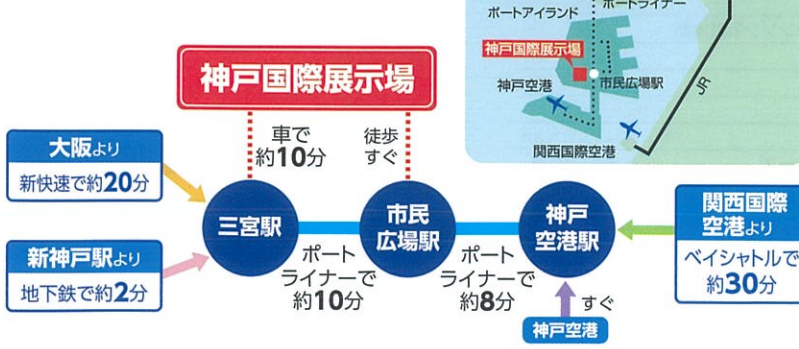 ポートアイランド
ポートライナー
神戸国際展示場
神戸空港
市民広場駅
JR
関西国際空港
神戸国際展示場
車で
約10分
徒歩
すぐ
大阪より
新快速で約20分
新神戸駅より
地下鉄で約2分
三宮駅
ポート
ライナーで
約10分
市民
広場駅
ポート
ライナーで
約8分
神戸
空港駅
すぐ
神戸空港
関西国際
空港より
ベイシャトルで
約30分